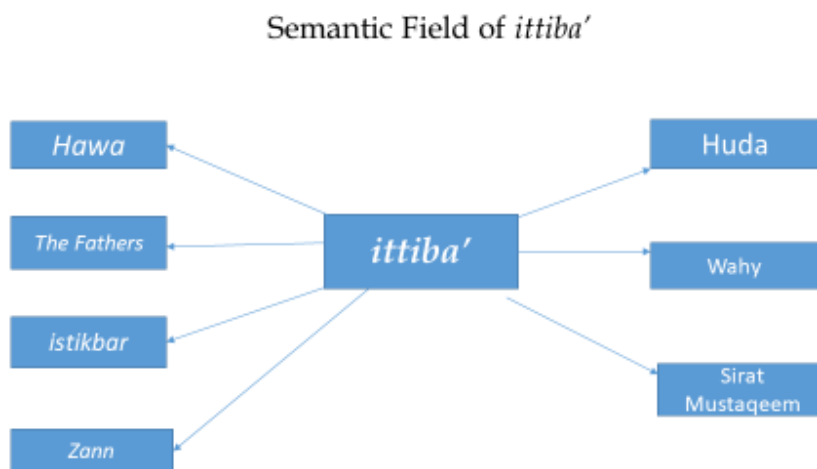 Semantic Field of ittiba’
Hawa
Huda
The Fathers
ittiba’
Wahy
istikbar
Sirat
Mustaqeem
Zann